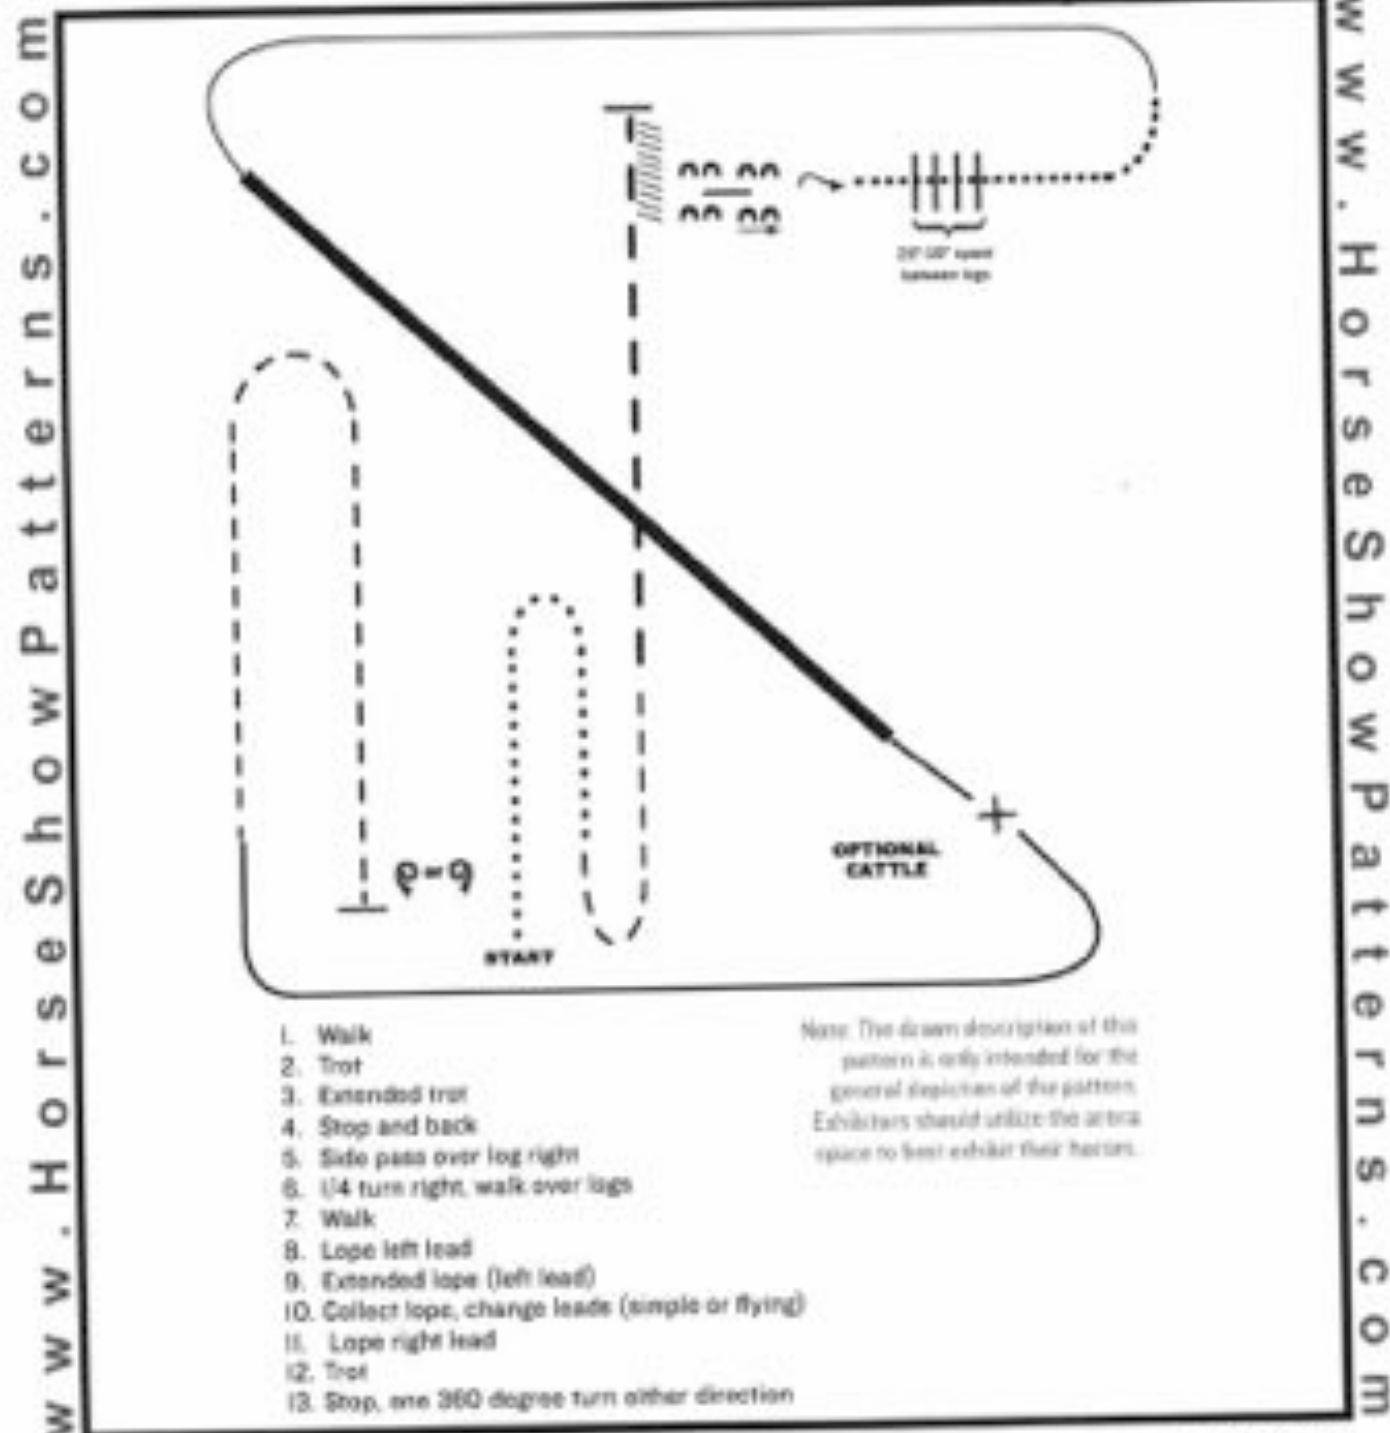 www.HorseShowPatterns.com
www.HorseShowPatterns.com
between logs
or
OPTIONAL
CATTLE
START
1. Walk
2. Trot
3. Extended trot
4. Stop and back
5. Side pass over log right
6. 1/4 turn right, walk over logs
7. Walk
8. Lope left lead
9. Extended lope (left lead)
10. Collect lope, change leads (simple or flying)
11. Lope right lead
12. Trot
13. Stop, one 360 degree turn either direction
Note: The drawn description of this
pattern is only intended for the
general depiction of the pattern.
Exhibitors should utilize the arena
space to best exhibit their horses.